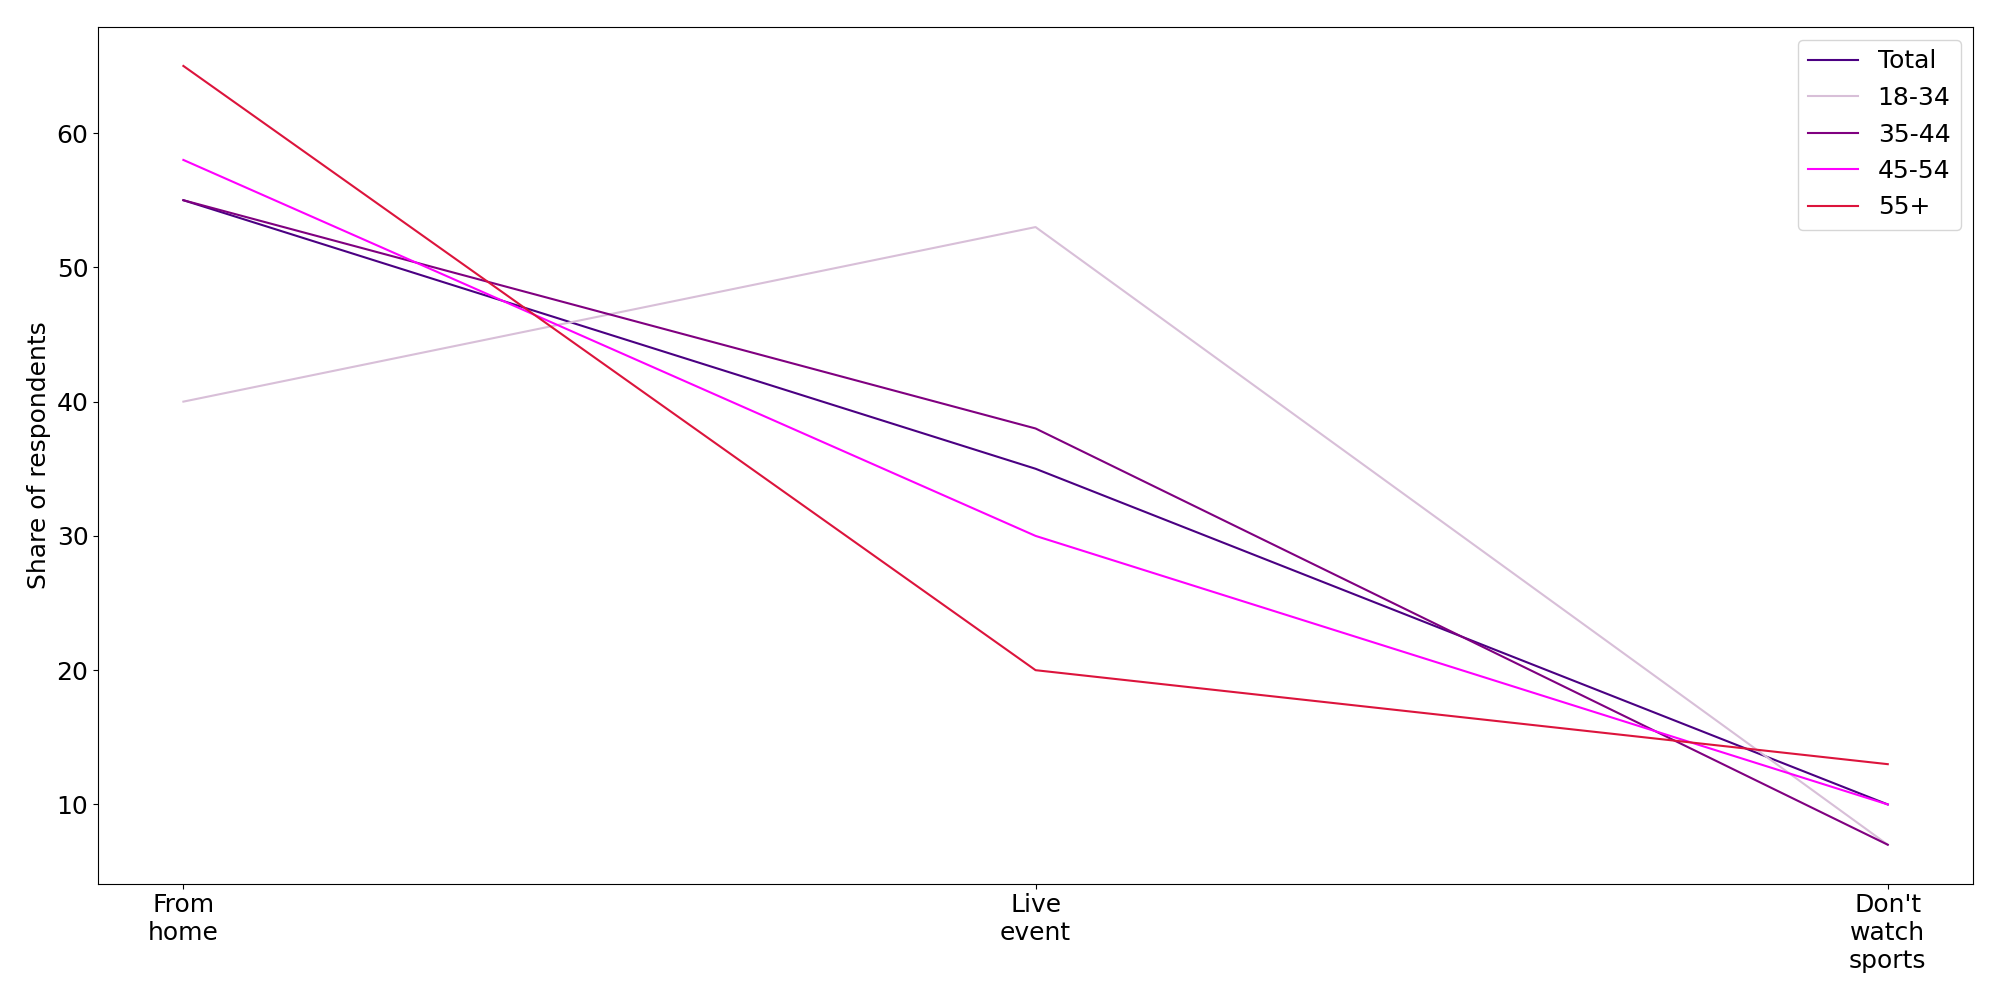 Total
18-34
35-44
45-54
55+
Share of respondents
60
50
40
30
20
10
From
home
Live
event
Don't
watch
sports